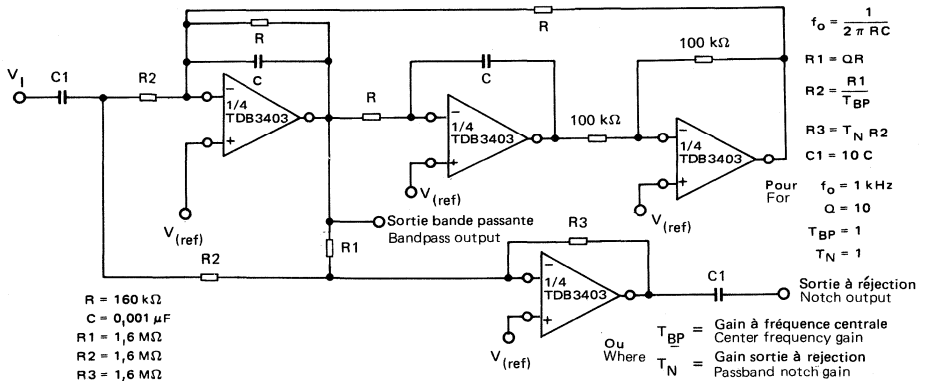 R
R
C
V_I
C1
R2
1/4
TDB3403
V(ref)
R
C
1/4
TDB3403
V(ref)
100 kΩ
100 kΩ
1/4
TDB3403
V(ref)
Sortie bande passante
Bandpass output
R1
R2
R3
1/4
TDB3403
V(ref)
C1
Sortie à réjection
Notch output
f_o = 1 / 2 π RC
R1 = QR
R2 = R1 / T_BP
R3 = T_N R2
C1 = 10 C
Pour
For
f_o = 1 kHz
Q = 10
T_BP = 1
T_N = 1
R = 160 kΩ
C = 0,001 μF
R1 = 1,6 MΩ
R2 = 1,6 MΩ
R3 = 1,6 MΩ
Ou
Where
T_BP = Gain à fréquence centrale
Center frequency gain
T_N = Gain sortie à rejection
Passband notch gain